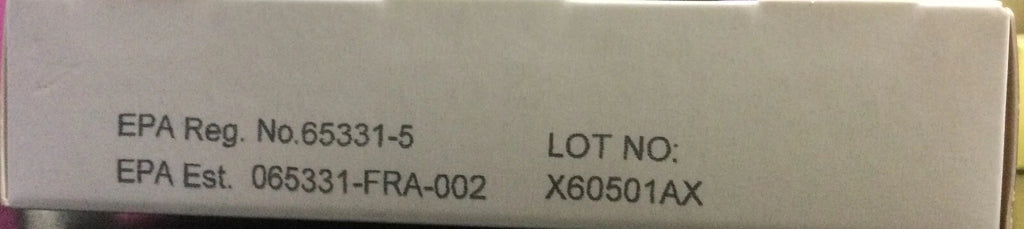 EPA Reg. No.65331-5
EPA Est. 065331-FRA-002
LOT NO:
X60501AX